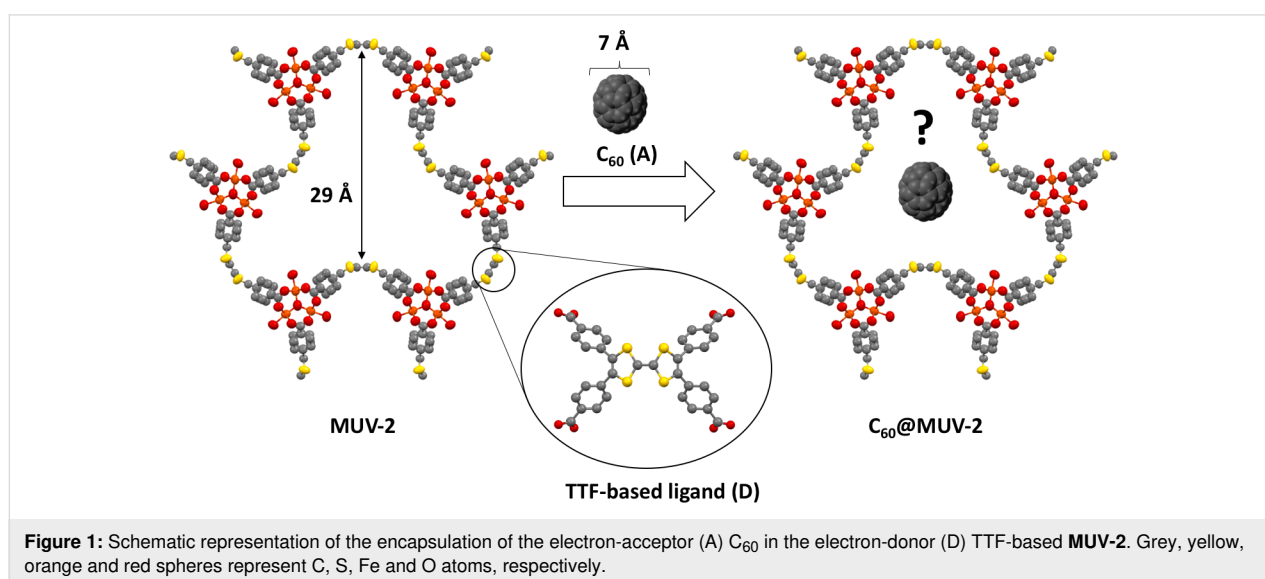 7 Å
C₆₀ (A)
?
29 Å
MUV-2
C₆₀@MUV-2
TTF-based ligand (D)
Figure 1: Schematic representation of the encapsulation of the electron-acceptor (A) C₆₀ in the electron-donor (D) TTF-based MUV-2. Grey, yellow,
orange and red spheres represent C, S, Fe and O atoms, respectively.